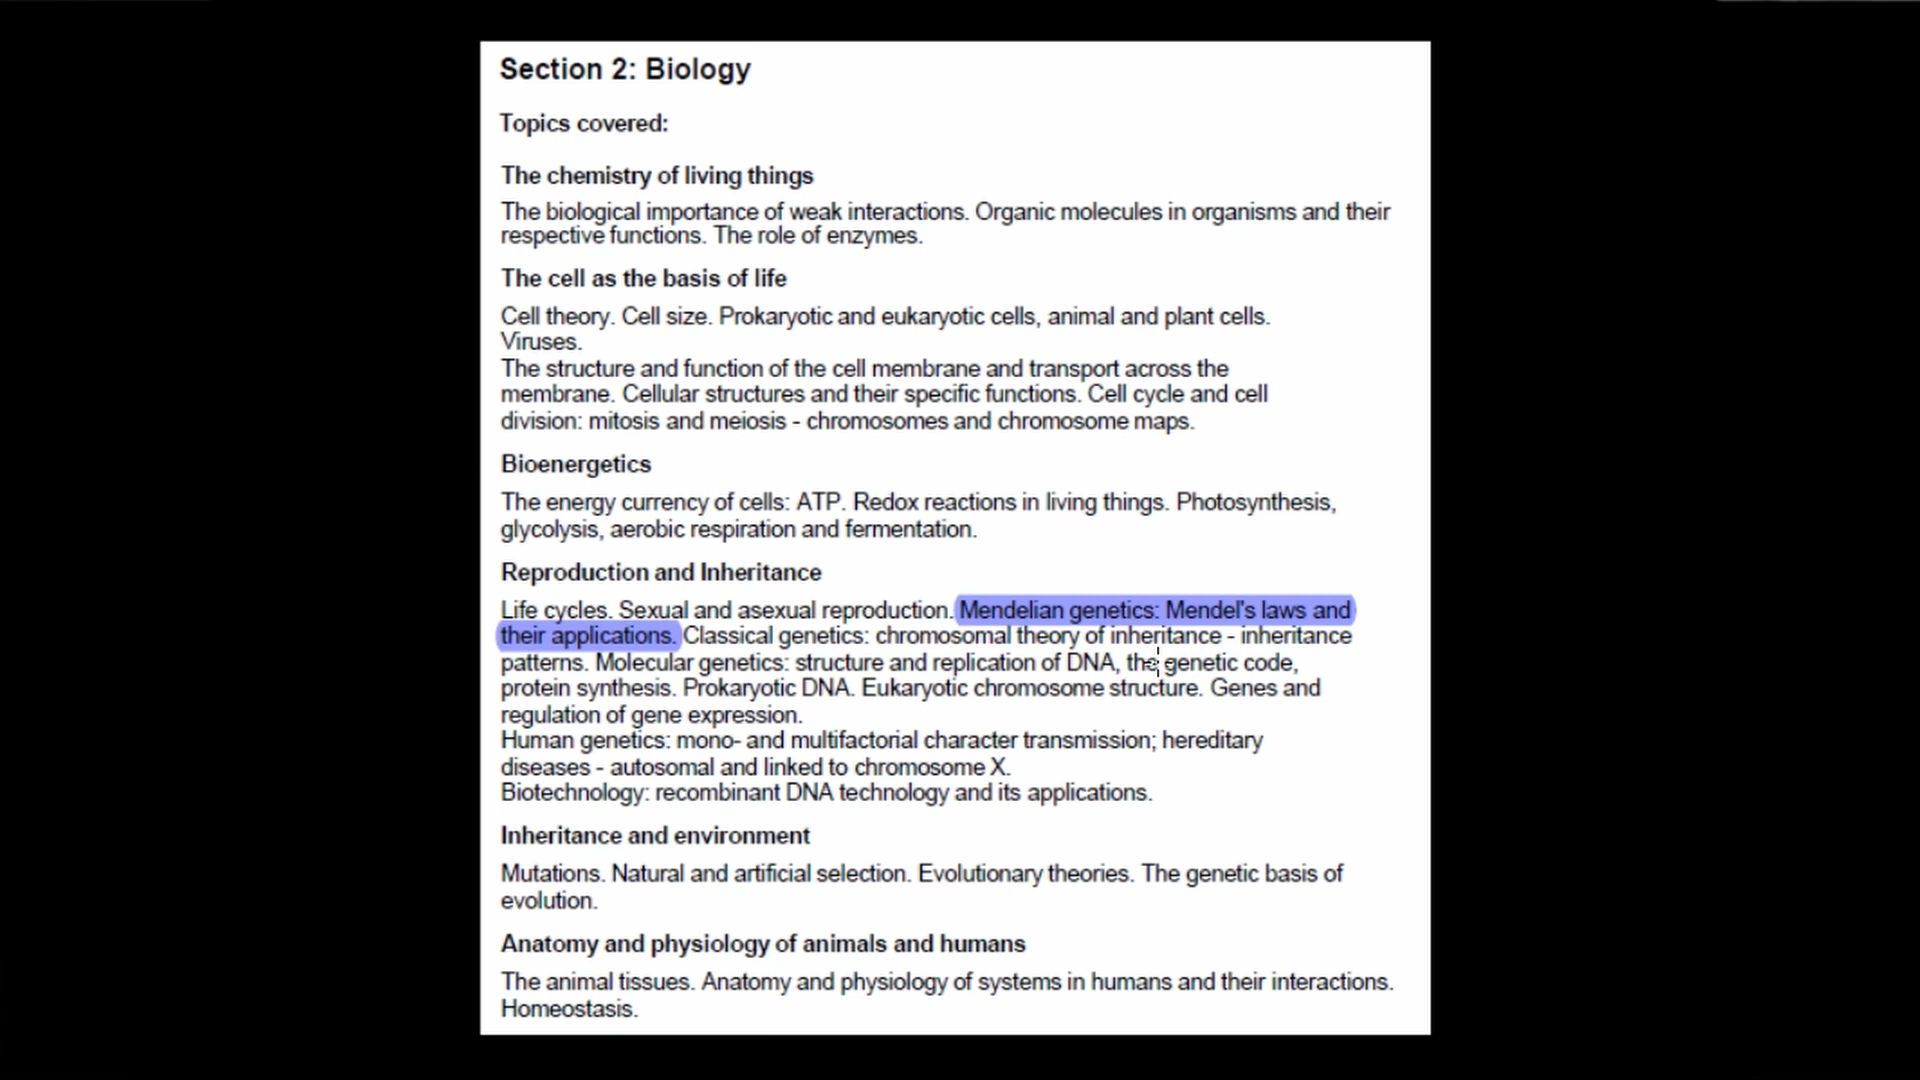 Section 2: Biology
Topics covered:
The chemistry of living things
The biological importance of weak interactions. Organic molecules in organisms and their
respective functions. The role of enzymes.
The cell as the basis of life
Cell theory. Cell size. Prokaryotic and eukaryotic cells, animal and plant cells.
Viruses.
The structure and function of the cell membrane and transport across the
membrane. Cellular structures and their specific functions. Cell cycle and cell
division: mitosis and meiosis - chromosomes and chromosome maps.
Bioenergetics
The energy currency of cells: ATP. Redox reactions in living things. Photosynthesis,
glycolysis, aerobic respiration and fermentation.
Reproduction and Inheritance
Life cycles. Sexual and asexual reproduction. Mendelian genetics: Mendel's laws and
their applications. Classical genetics: chromosomal theory of inheritance - inheritance
patterns. Molecular genetics: structure and replication of DNA, the genetic code,
protein synthesis. Prokaryotic DNA. Eukaryotic chromosome structure. Genes and
regulation of gene expression.
Human genetics: mono- and multifactorial character transmission; hereditary
diseases - autosomal and linked to chromosome X.
Biotechnology: recombinant DNA technology and its applications.
Inheritance and environment
Mutations. Natural and artificial selection. Evolutionary theories. The genetic basis of
evolution.
Anatomy and physiology of animals and humans
The animal tissues. Anatomy and physiology of systems in humans and their interactions.
Homeostasis.